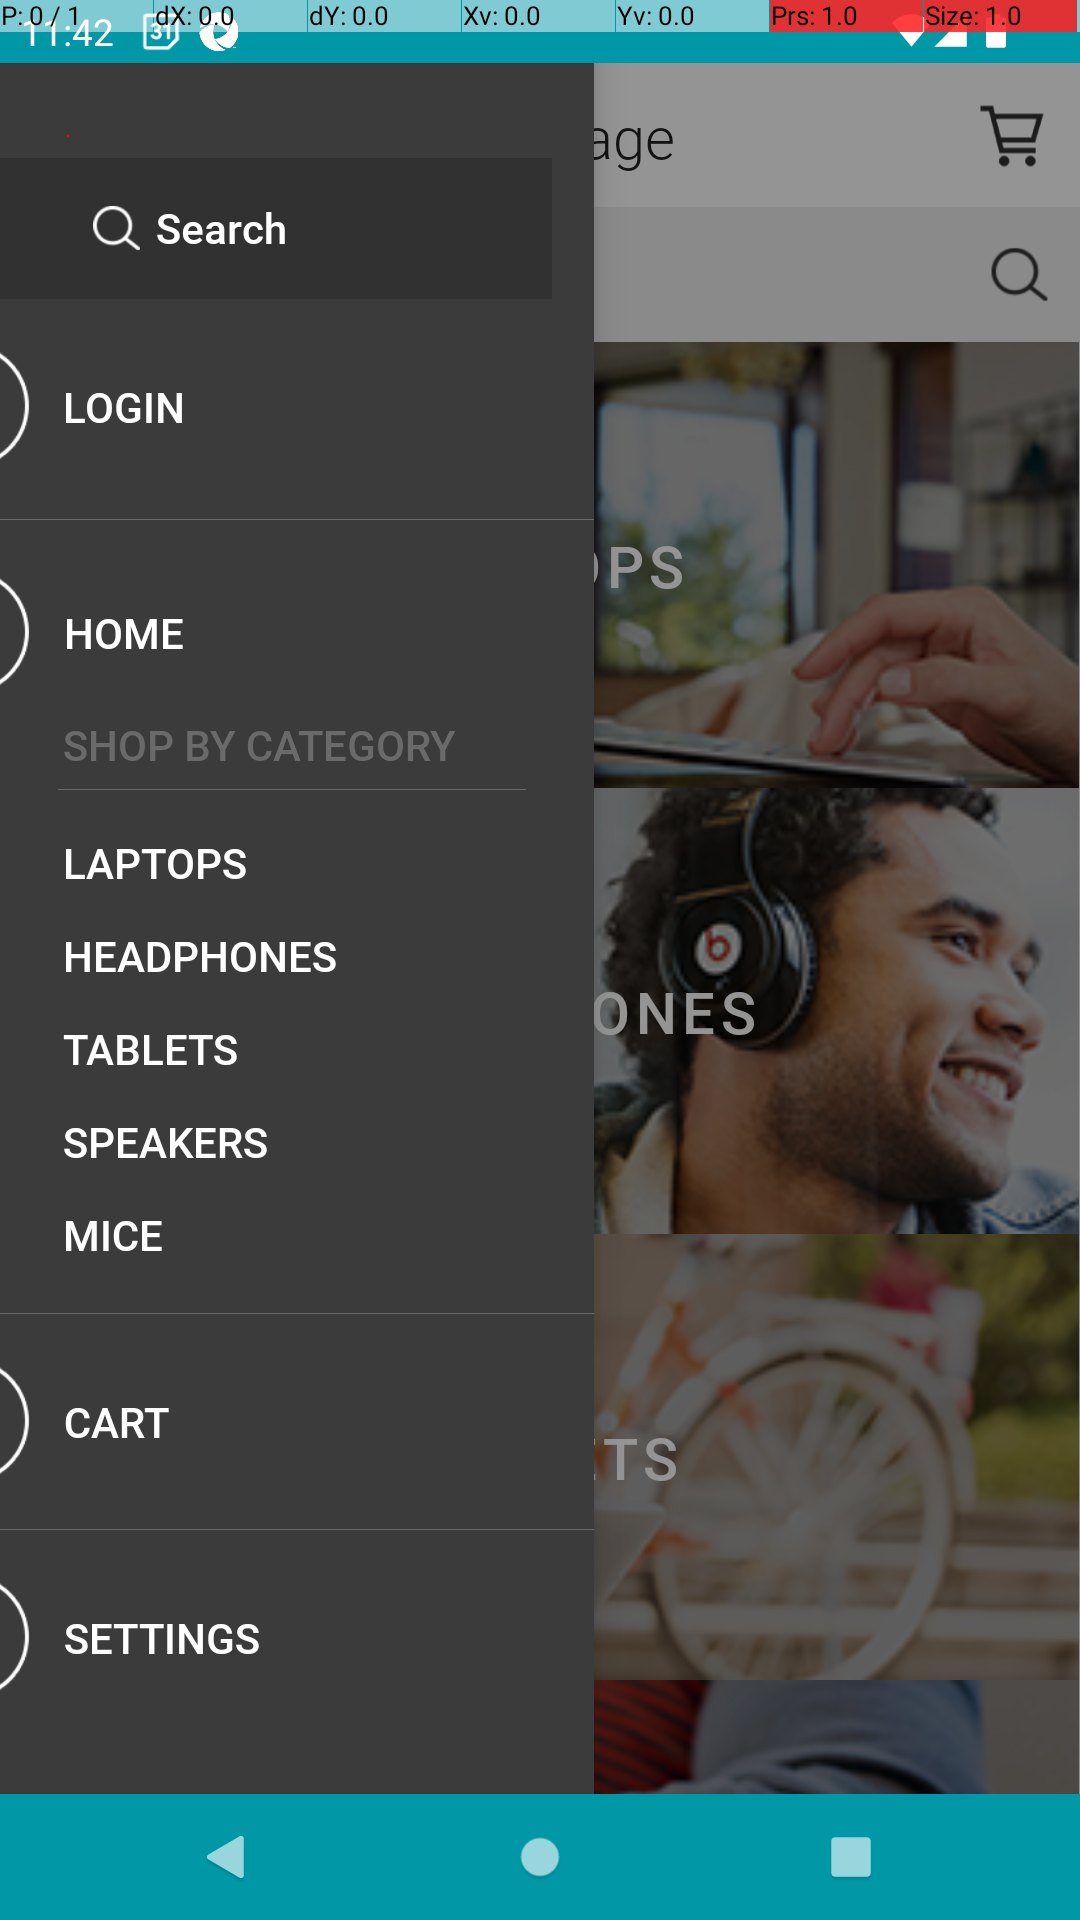 P: 0 / 1 dX: 0.0 dY: 0.0 Xv: 0.0 Yv: 0.0 Prs: 1.0 Size: 1.0
11:42 31
age
Search
LOGIN
OPS
HOME
SHOP BY CATEGORY
LAPTOPS
HEADPHONES
b
ONES
TABLETS
SPEAKERS
MICE
CART
TS
SETTINGS